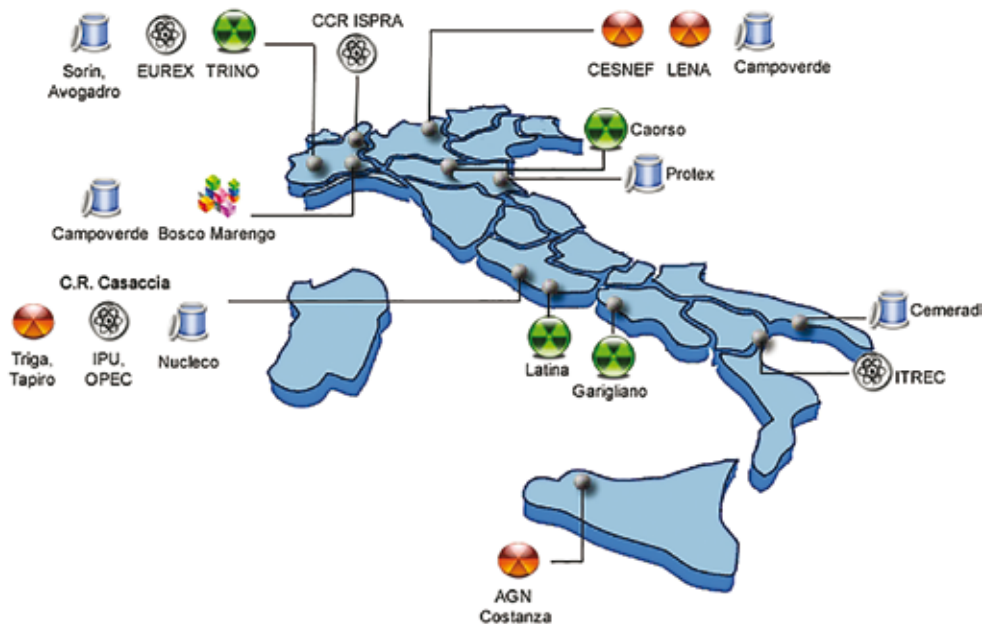 CCR ISPRA
Sorin,
Avogadro
EUREX
TRINO
CESNEF
LENA
Campoverde
Caorso
Protex
Campoverde
Bosco Marengo
C.R. Casaccia
Triga,
Tapiro
IPU,
OPEC
Nucleco
Latina
Garigliano
Cemeradi
ITREC
AGN
Costanza